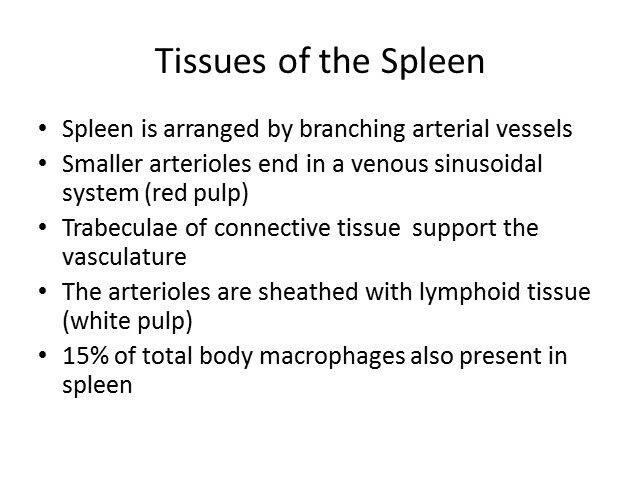 Tissues of the Spleen
• Spleen is arranged by branching arterial vessels
• Smaller arterioles end in a venous sinusoidal
system (red pulp)
• Trabeculae of connective tissue  support the
vasculature
• The arterioles are sheathed with lymphoid tissue
(white pulp)
• 15% of total body macrophages also present in
spleen